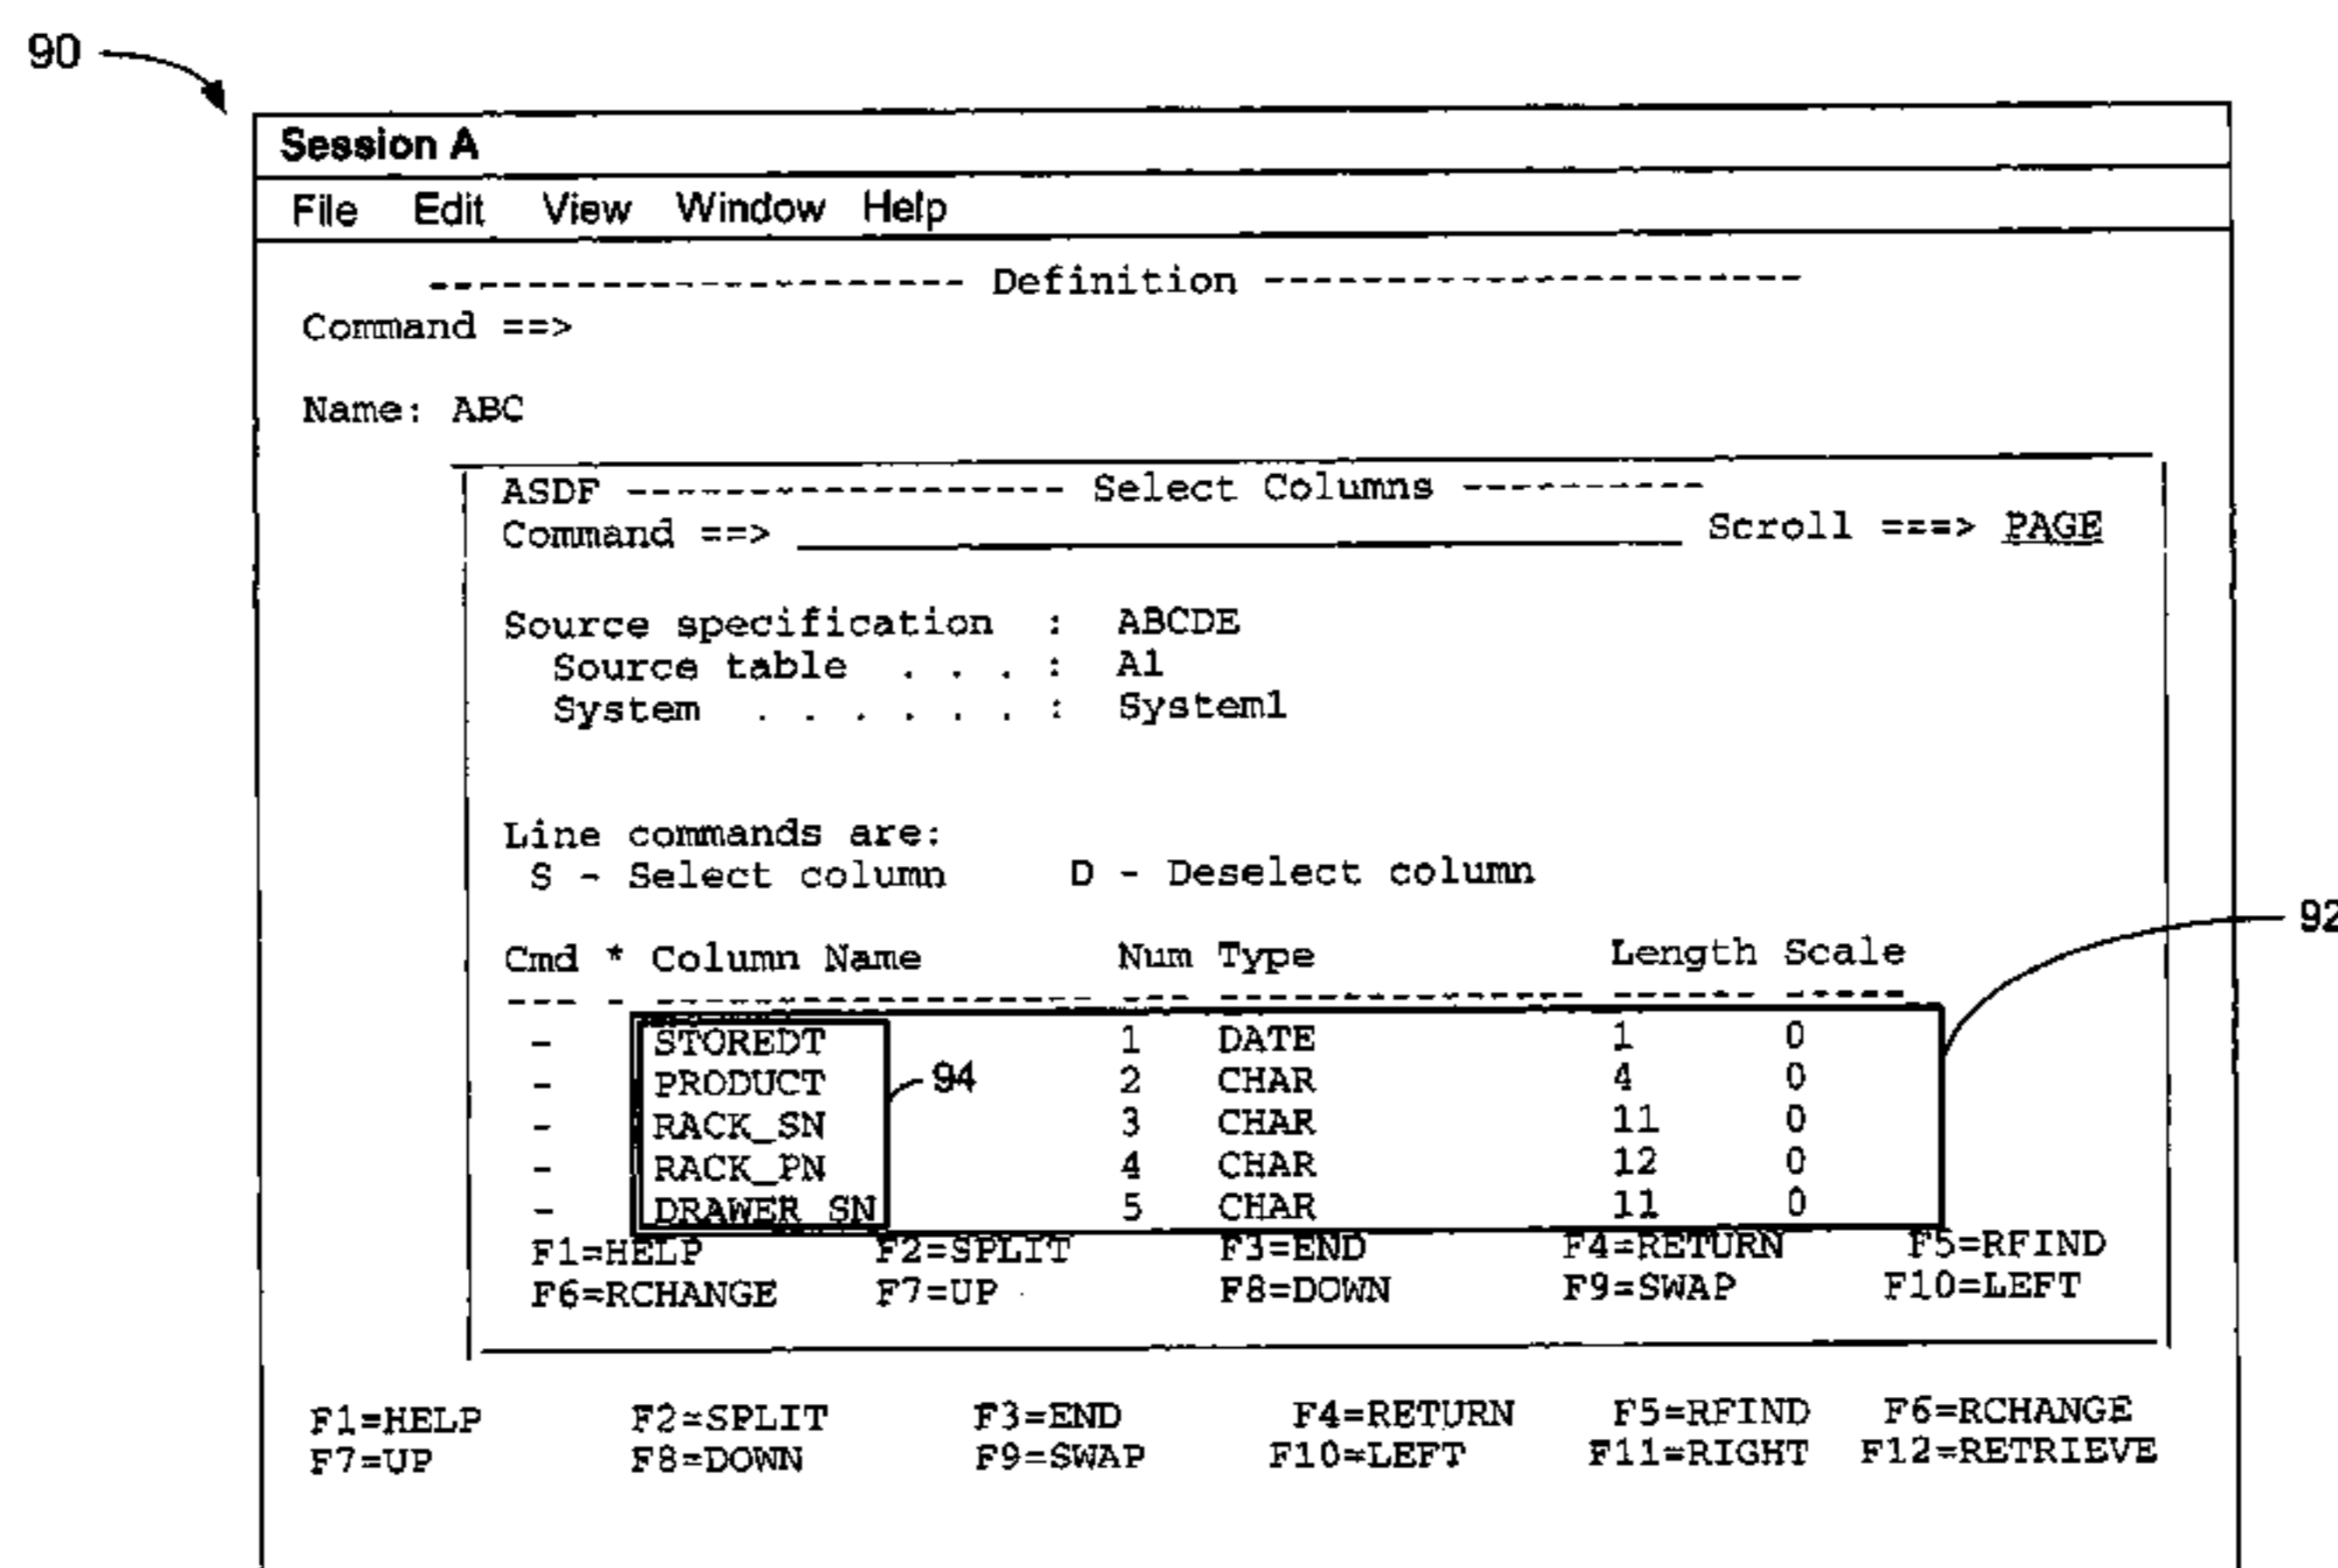 90
Session A
File Edit View Window Help
---------------------- Definition ----------------------
Command ==>
Name: ABC
ASDF ------------------ Select Columns ----------
Command ==> ____________________________________ Scroll ===> PAGE
Source specification : ABCDE
Source table . . . : A1
System . . . . . . : System1
Line commands are:
S - Select column D - Deselect column
Cmd * Column Name Num Type Length Scale
--- - ------------------ --- --------------- ------ -----
- STOREDT 1 DATE 1 0
- PRODUCT 2 CHAR 4 0
- RACK_SN 3 CHAR 11 0
- RACK_PN 4 CHAR 12 0
- DRAWER_SN 5 CHAR 11 0
92
94
F1=HELP F2=SPLIT F3=END F4=RETURN F5=RFIND
F6=RCHANGE F7=UP F8=DOWN F9=SWAP F10=LEFT
F1=HELP F2=SPLIT F3=END F4=RETURN F5=RFIND F6=RCHANGE
F7=UP F8=DOWN F9=SWAP F10=LEFT F11=RIGHT F12=RETRIEVE